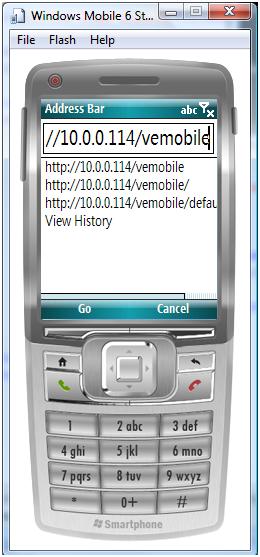 Windows Mobile 6 St...
File Flash Help
Address Bar abc
//10.0.0.114/vemobile
http://10.0.0.114/vemobile
http://10.0.0.114/vemobile/
http://10.0.0.114/vemobile/defau
View History
Go Cancel
1 2 abc 3 def
4 ghi 5 jkl 6 mno
7 pqrs 8 tuv 9 wxyz
* 0+ #
Smartphone